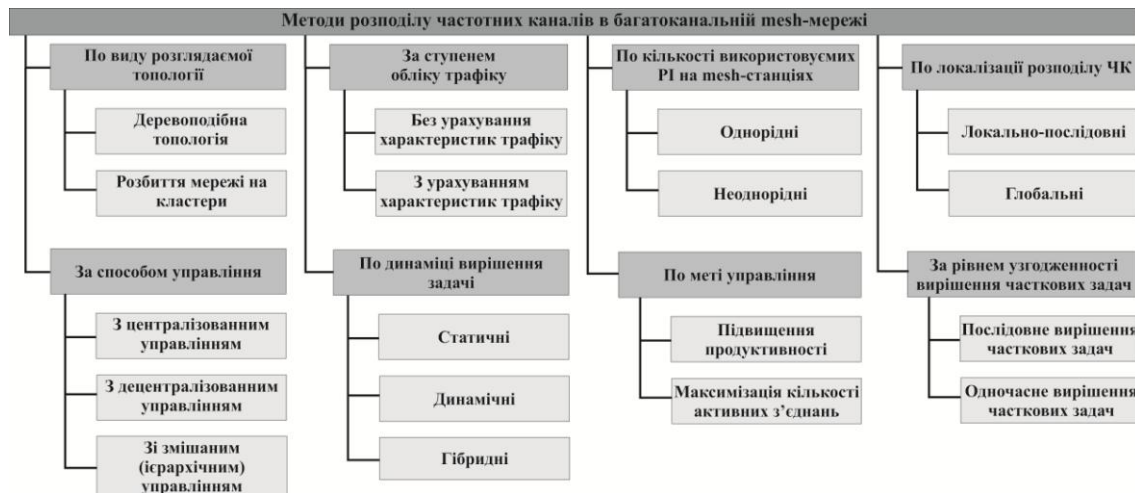 Методи розподілу частотних каналів в багатоканальній mesh-мережі
По виду розглядаємої
топології
Деревоподібна
топологія
Розбиття мережі на
кластери
За ступенем
обліку трафіку
Без урахування
характеристик трафіку
З урахуванням
характеристик трафіку
По кількості використовуємих
РІ на mesh-станціях
Однорідні
Неоднорідні
По локалізації розподілу ЧК
Локально-послідовні
Глобальні
За способом управління
З централізованним
управлінням
З децентралізованним
управлінням
Зі змішаним
(ієрархічним)
управлінням
По динаміці вирішення
задачі
Статичні
Динамічні
Гібридні
По меті управління
Підвищення
продуктивності
Максимізація кількості
активних з’єднань
За рівнем узгодженності
вирішення часткових задач
Послідовне вирішення
часткових задач
Одночасне вирішення
часткових задач